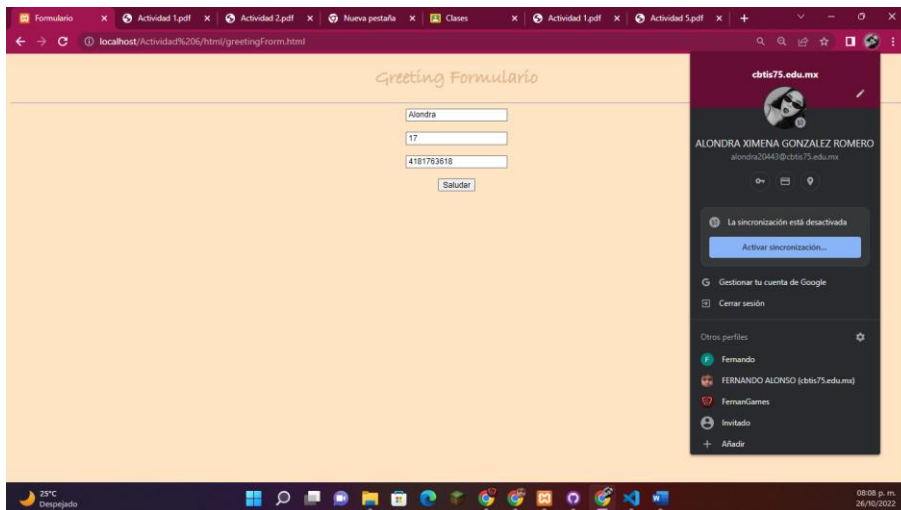 Formulario
Actividad 1.pdf
Actividad 2.pdf
Nueva pestaña
Clases
Actividad 1.pdf
Actividad 5.pdf
localhost/Actividad%206/html/greetingFrorm.html
Greeting Formulario
Alondra
17
4181763618
Saludar
cbtis75.edu.mx
ALONDRA XIMENA GONZALEZ ROMERO
alondra20443@cbtis75.edu.mx
La sincronización está desactivada
Activar sincronización...
Gestionar tu cuenta de Google
Cerrar sesión
Otros perfiles
F Fernando
FERNANDO ALONSO (cbtis75.edu.mx)
FernanGames
Invitado
Añadir
25°C
Despejado
08:08 p. m.
26/10/2022